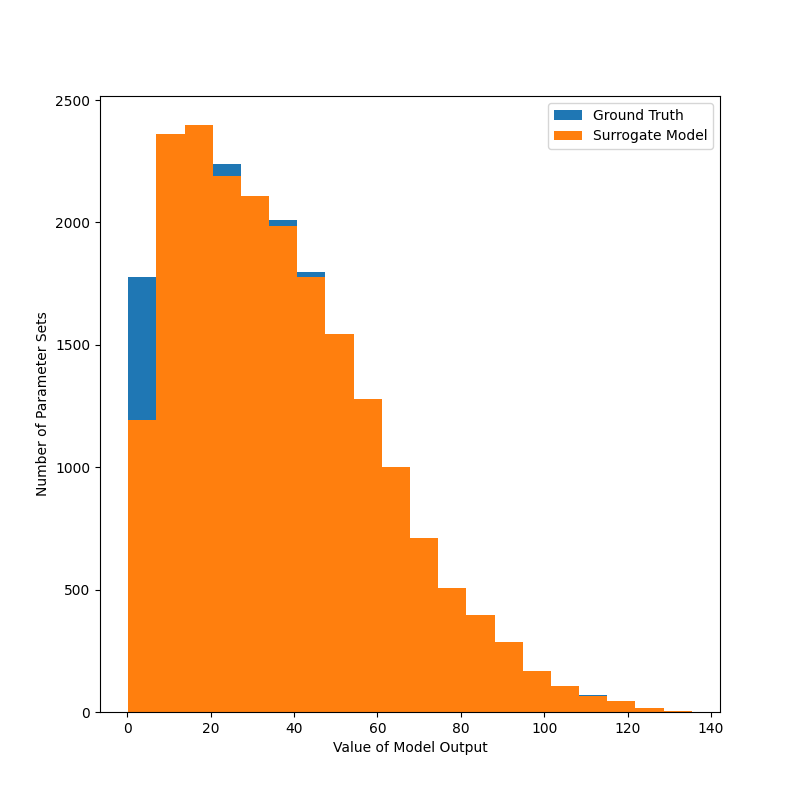 Ground Truth
Surrogate Model
2500
2000
1500
1000
500
0
Number of Parameter Sets
0 20 40 60 80 100 120 140
Value of Model Output